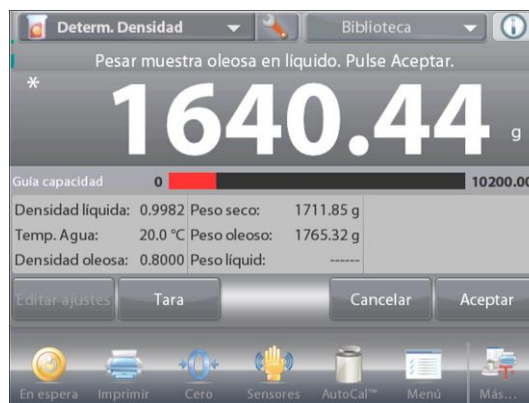 Determ. Densidad Biblioteca
Pesar muestra oleosa en líquido. Pulse Aceptar.
* 1640.44 g
Guía capacidad 0 10200.00
Densidad líquida: 0.9982 Peso seco: 1711.85 g
Temp. Agua: 20.0 °C Peso oleoso: 1765.32 g
Densidad oleosa: 0.8000 Peso líquid: ------
Editar ajustes Tara Cancelar Aceptar
En espera Imprimir Cero Sensores AutoCal™ Menú Más...